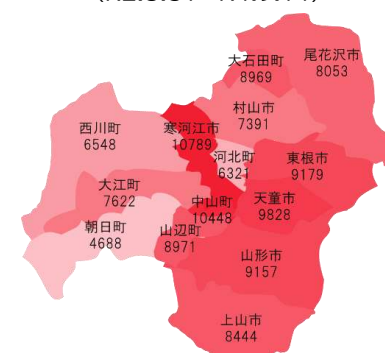 尾花沢市
8053
大石田町
8969
村山市
7391
西川町
6548
寒河江市
10789
河北町
6321
東根市
9179
大江町
7622
中山町
10448
天童市
9828
朝日町
4688
山辺町
8971
山形市
9157
上山市
8444